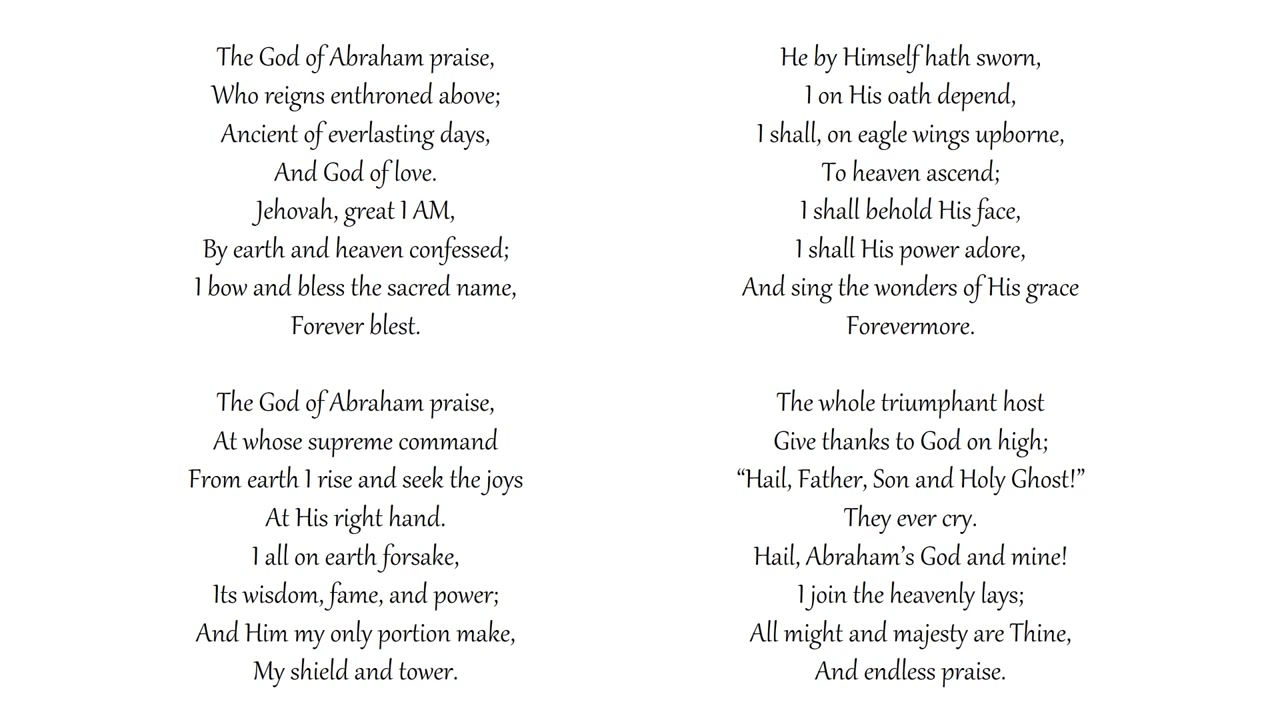 The God of Abraham praise,
Who reigns enthroned above;
Ancient of everlasting days,
And God of love.
Jehovah, great I AM,
By earth and heaven confessed;
I bow and bless the sacred name,
Forever blest.
The God of Abraham praise,
At whose supreme command
From earth I rise and seek the joys
At His right hand.
I all on earth forsake,
Its wisdom, fame, and power;
And Him my only portion make,
My shield and tower.
He by Himself hath sworn,
I on His oath depend,
I shall, on eagle wings upborne,
To heaven ascend;
I shall behold His face,
I shall His power adore,
And sing the wonders of His grace
Forevermore.
The whole triumphant host
Give thanks to God on high;
“Hail, Father, Son and Holy Ghost!”
They ever cry.
Hail, Abraham’s God and mine!
I join the heavenly lays;
All might and majesty are Thine,
And endless praise.